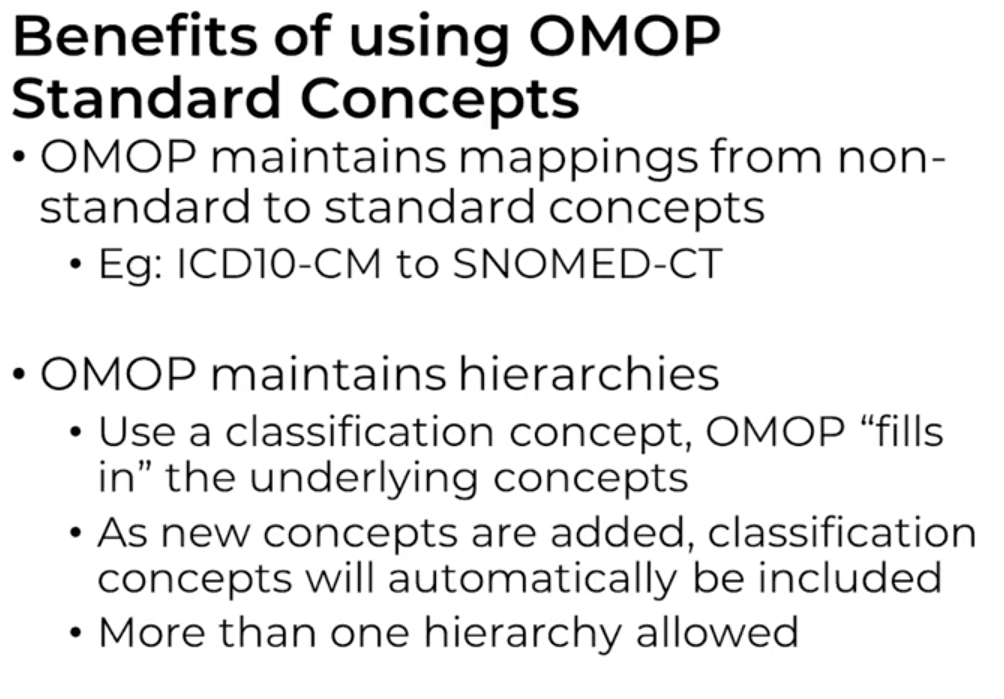 Benefits of using OMOP
Standard Concepts
• OMOP maintains mappings from non-
standard to standard concepts
• Eg: ICD10-CM to SNOMED-CT
• OMOP maintains hierarchies
• Use a classification concept, OMOP “fills
in” the underlying concepts
• As new concepts are added, classification
concepts will automatically be included
• More than one hierarchy allowed